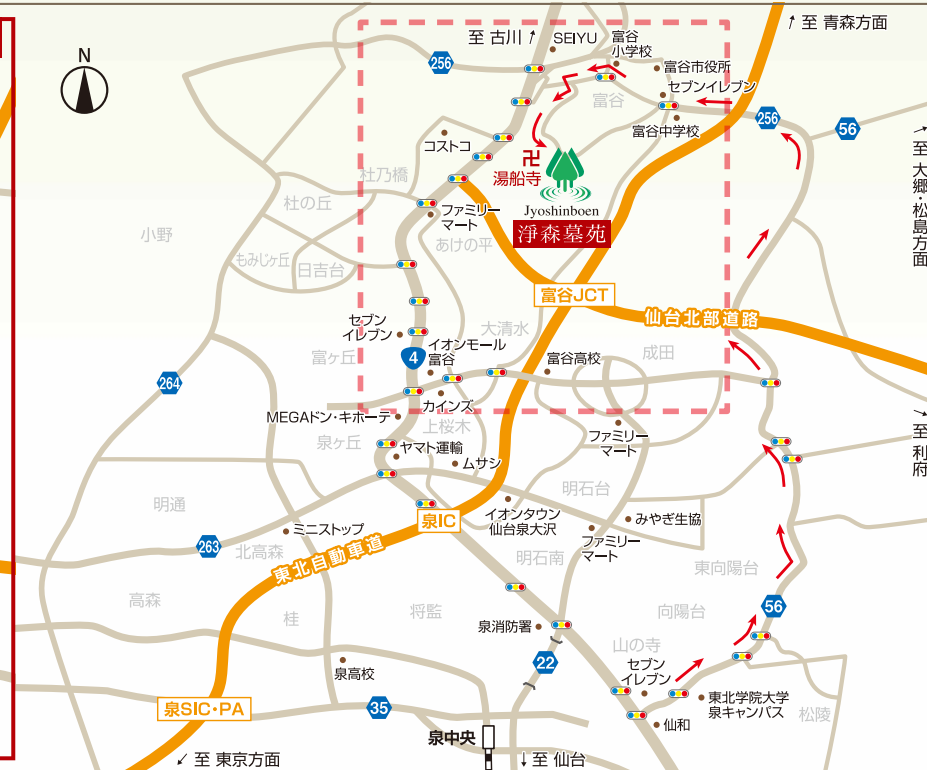 至 青森方面
至 古川
SEIYU
富谷
小学校
N
256
富谷市役所
セブンイレブン
富谷
256
56
富谷中学校
コストコ
卍
湯船寺
至 大郷・松島方面
杜乃橋
杜の丘
ファミリー
マート
Jyoshinboen
淨森墓苑
小野
あけの平
もみじヶ丘
日吉台
富谷JCT
仙台北部道路
セブン
イレブン
大清水
イオンモール
富谷
4
富ヶ丘
富谷高校
成田
264
カインズ
MEGAドン・キホーテ
上桜木
ファミリー
マート
至 利府
泉ヶ丘
ヤマト運輸
ムサシ
明石台
明通
イオンタウン
仙台泉大沢
泉IC
みやぎ生協
ミニストップ
263
北高森
東北自動車道
ファミリー
マート
明石南
東向陽台
高森
桂
将監
向陽台
56
泉消防署
山の寺
22
セブン
イレブン
泉高校
東北学院大学
泉キャンパス
泉SIC・PA
35
松陵
仙和
泉中央
至 東京方面
至 仙台